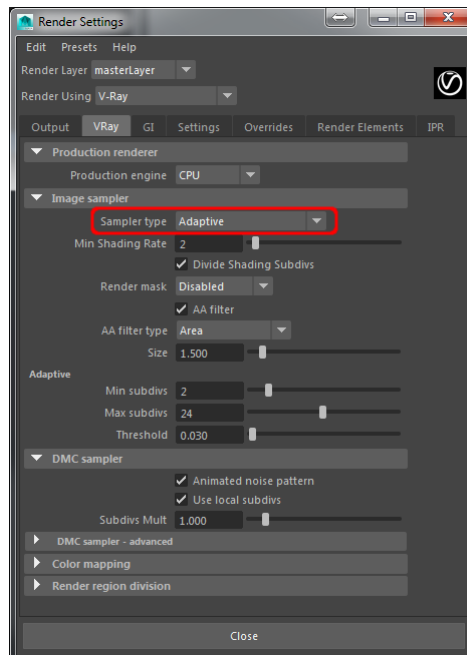 Render Settings
Edit Presets Help
Render Layer masterLayer
Render Using V-Ray
Output VRay GI Settings Overrides Render Elements IPR
Production renderer
Production engine CPU
Image sampler
Sampler type Adaptive
Min Shading Rate 2
Divide Shading Subdivs
Render mask Disabled
AA filter
AA filter type Area
Size 1.500
Adaptive
Min subdivs 2
Max subdivs 24
Threshold 0.030
DMC sampler
Animated noise pattern
Use local subdivs
Subdivs Mult 1.000
DMC sampler - advanced
Color mapping
Render region division
Close